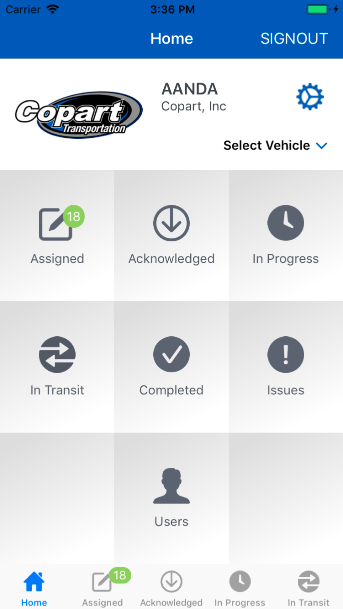 Carrier 3:36 PM
Home SIGNOUT
AANDA
Copart, Inc
Copart
Transportation
Select Vehicle
18
Assigned Acknowledged In Progress
In Transit Completed Issues
Users
18
Home Assigned Acknowledged In Progress In Transit